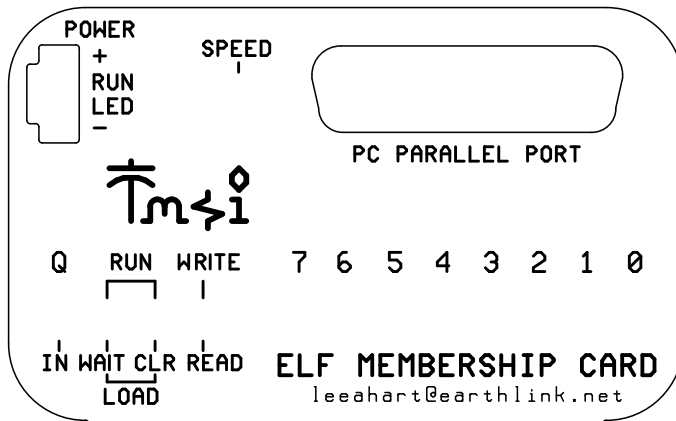 POWER
+
RUN
LED
-
SPEED
PC PARALLEL PORT
Tmsi
Q RUN WRITE 7 6 5 4 3 2 1 0
IN WAIT CLR READ
LOAD
ELF MEMBERSHIP CARD
leeahart@earthlink.net